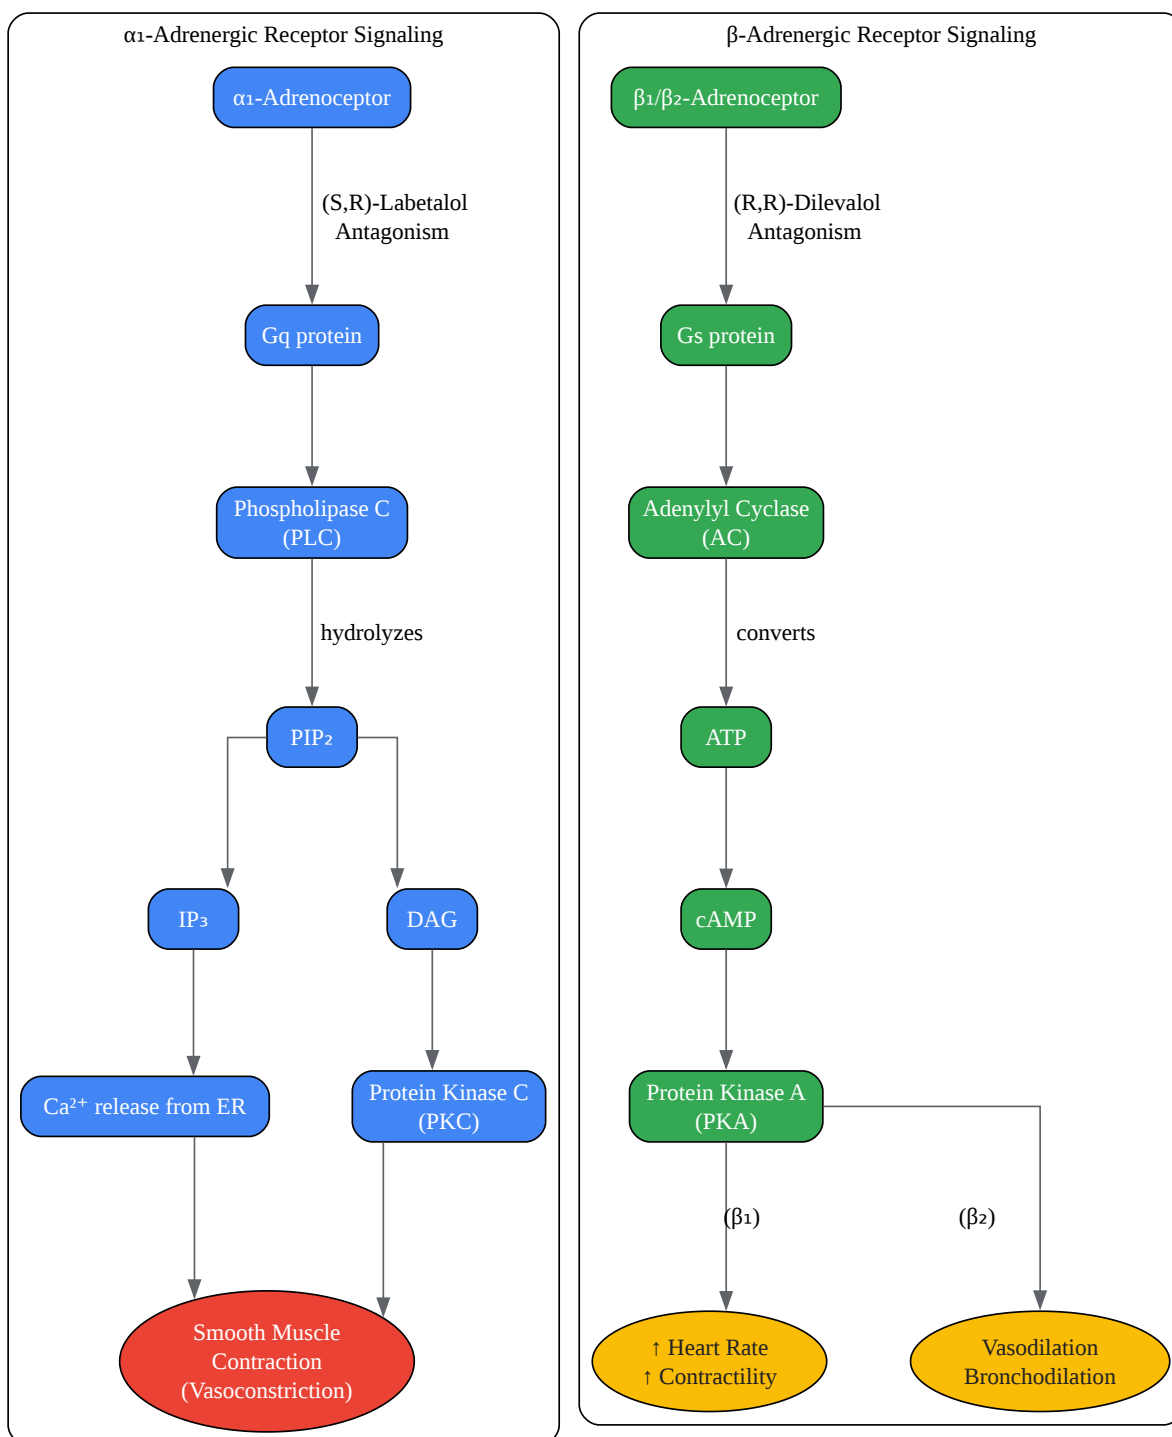 α₁-Adrenergic Receptor Signaling
α₁-Adrenoceptor
(S,R)-Labetalol
Antagonism
Gq protein
Phospholipase C
(PLC)
hydrolyzes
PIP₂
IP₃
DAG
Ca²⁺ release from ER
Protein Kinase C
(PKC)
Smooth Muscle
Contraction
(Vasoconstriction)
β-Adrenergic Receptor Signaling
β₁/β₂-Adrenoceptor
(R,R)-Dilevalol
Antagonism
Gs protein
Adenylyl Cyclase
(AC)
converts
ATP
cAMP
Protein Kinase A
(PKA)
(β₁)
(β₂)
↑ Heart Rate
↑ Contractility
Vasodilation
Bronchodilation